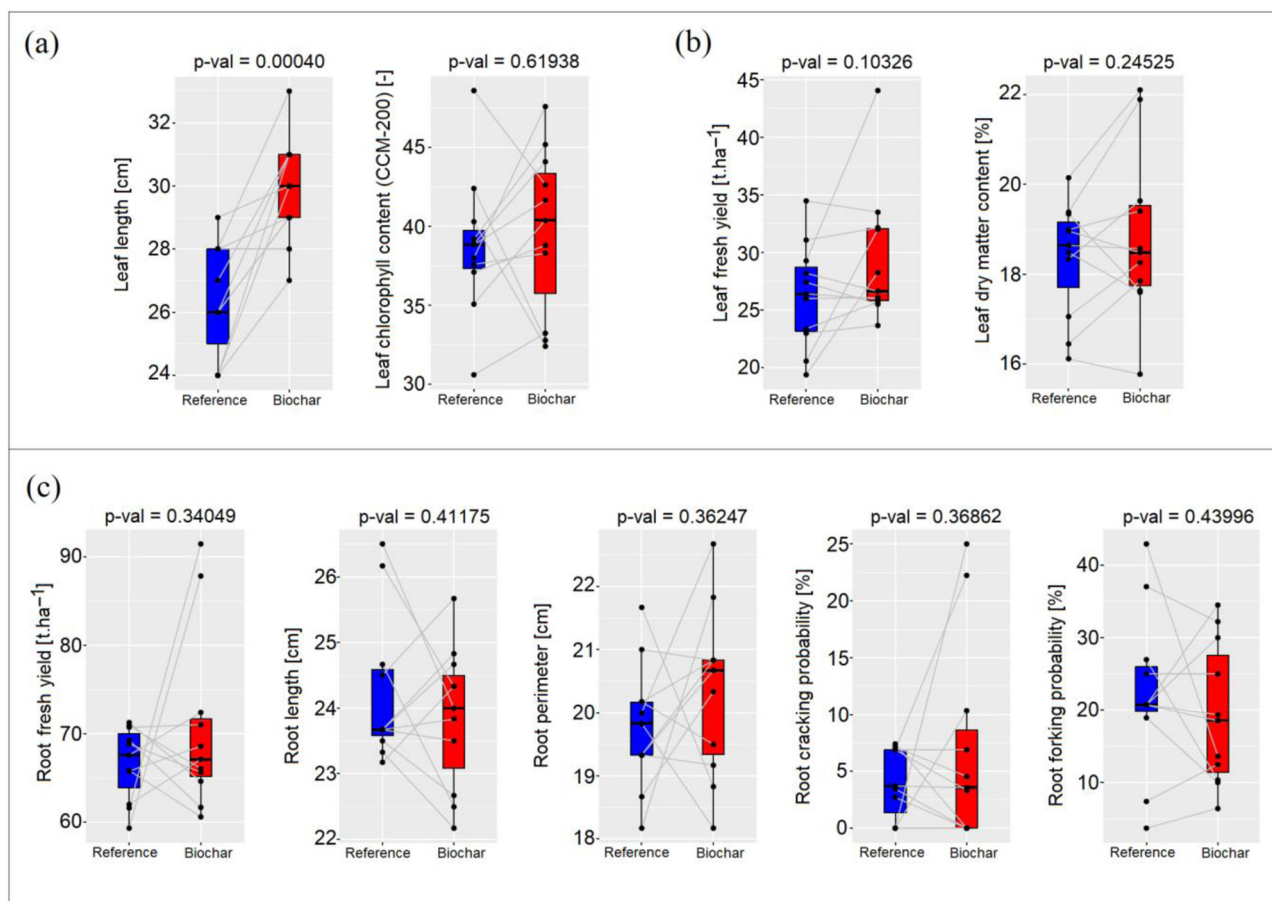 (a)
p-val = 0.00040
Leaf length [cm]
32
30
28
26
24
Reference Biochar
p-val = 0.61938
Leaf chlorophyll content (CCM-200) [-]
45
40
35
30
Reference Biochar
(b)
p-val = 0.10326
Leaf fresh yield [t.ha−1]
45
40
35
30
25
20
Reference Biochar
p-val = 0.24525
Leaf dry matter content [%]
22
20
18
16
Reference Biochar
(c)
p-val = 0.34049
Root fresh yield [t.ha−1]
90
80
70
60
Reference Biochar
p-val = 0.41175
Root length [cm]
26
25
24
23
22
Reference Biochar
p-val = 0.36247
Root perimeter [cm]
22
21
20
19
18
Reference Biochar
p-val = 0.36862
Root cracking probability [%]
25
20
15
10
5
0
Reference Biochar
p-val = 0.43996
Root forking probability [%]
40
30
20
10
Reference Biochar